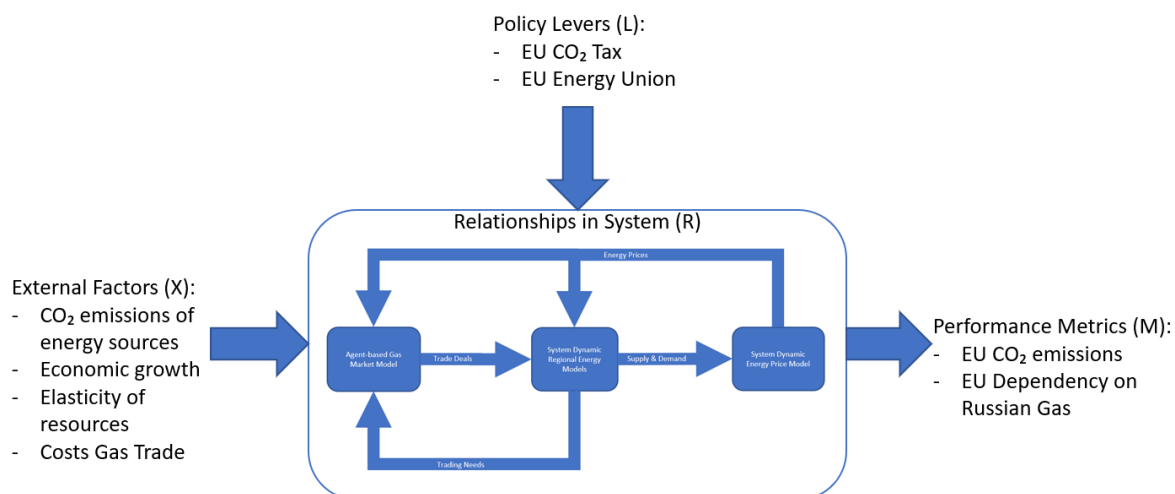 Policy Levers (L):
- EU CO₂ Tax
- EU Energy Union
Relationships in System (R)
Energy Prices
External Factors (X):
- CO₂ emissions of
energy sources
- Economic growth
- Elasticity of
resources
- Costs Gas Trade
Agent-based Gas
Market Model
Trade Deals
System Dynamic
Regional Energy
Models
Supply & Demand
System Dynamic
Energy Price Model
Trading Needs
Performance Metrics (M):
- EU CO₂ emissions
- EU Dependency on
Russian Gas